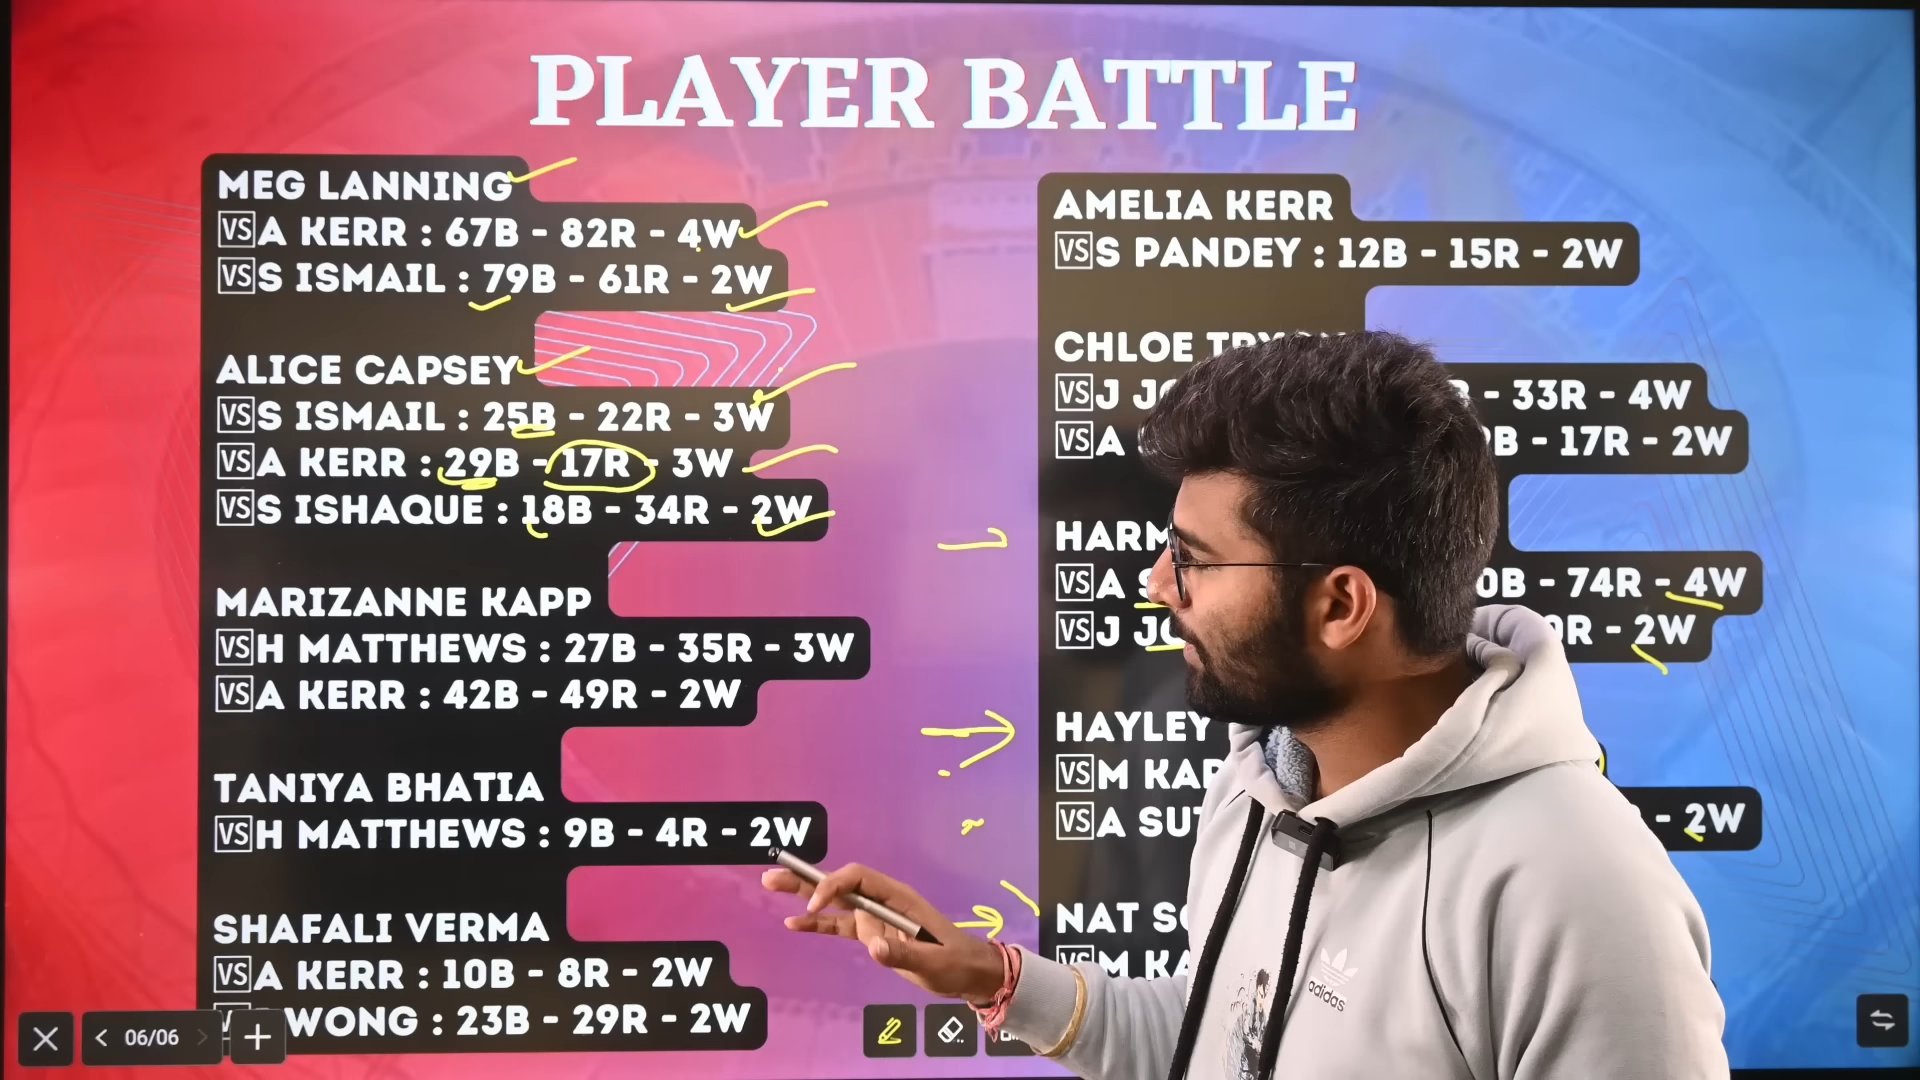 PLAYER BATTLE
MEG LANNING
VS A KERR : 67B - 82R - 4W
VS S ISMAIL : 79B - 61R - 2W
ALICE CAPSEY
VS S ISMAIL : 25B - 22R - 3W
VS A KERR : 29B - 17R - 3W
VS S ISHAQUE : 18B - 34R - 2W
MARIZANNE KAPP
VS H MATTHEWS : 27B - 35R - 3W
VS A KERR : 42B - 49R - 2W
TANIYA BHATIA
VS H MATTHEWS : 9B - 4R - 2W
SHAFALI VERMA
VS A KERR : 10B - 8R - 2W
WONG : 23B - 29R - 2W
AMELIA KERR
VS S PANDEY : 12B - 15R - 2W
CHLOE
VS J - 33R - 4W
VS A - 17R - 2W
VS A - 74R - 4W
VS J - 2W
HAYLEY
VS M
VS A - 2W
NAT
VS M
06/06
adidas